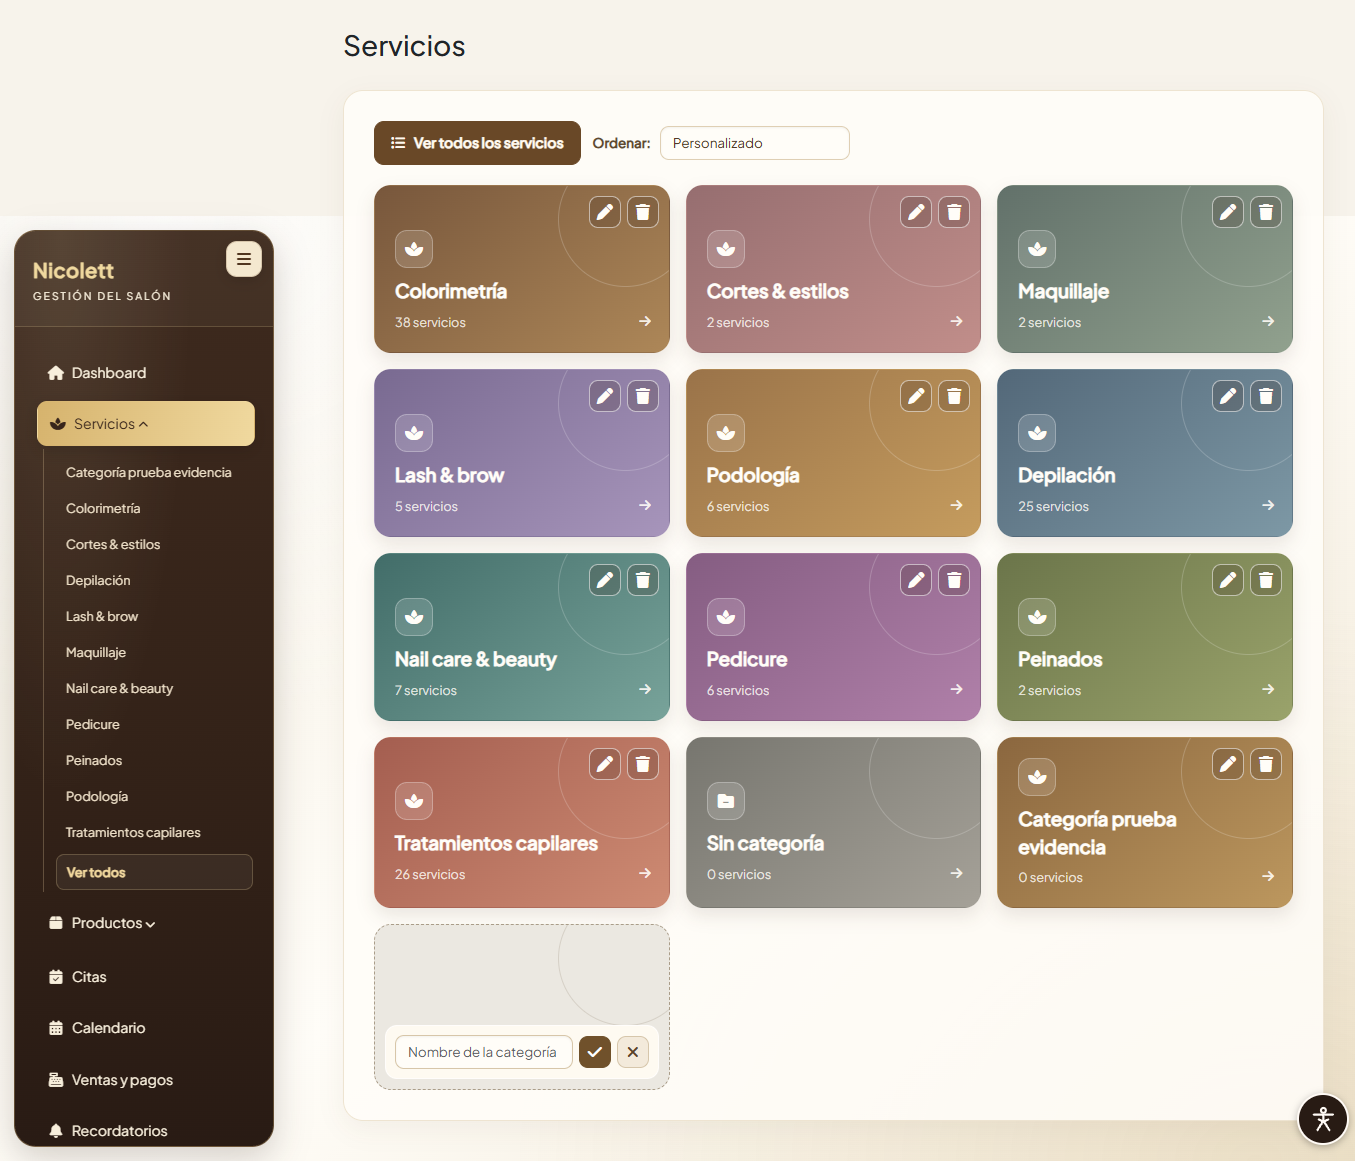 Servicios
Nicolett
GESTIÓN DEL SALÓN
Dashboard
Servicios
Categoría prueba evidencia
Colorimetría
Cortes & estilos
Depilación
Lash & brow
Maquillaje
Nail care & beauty
Pedicure
Peinados
Podología
Tratamientos capilares
Ver todos
Productos
Citas
Calendario
Ventas y pagos
Recordatorios
Ver todos los servicios
Ordenar:
Personalizado
Colorimetría
38 servicios
Cortes & estilos
2 servicios
Maquillaje
2 servicios
Lash & brow
5 servicios
Podología
6 servicios
Depilación
25 servicios
Nail care & beauty
7 servicios
Pedicure
6 servicios
Peinados
2 servicios
Tratamientos capilares
26 servicios
Sin categoría
0 servicios
Categoría prueba
evidencia
0 servicios
Nombre de la categoría